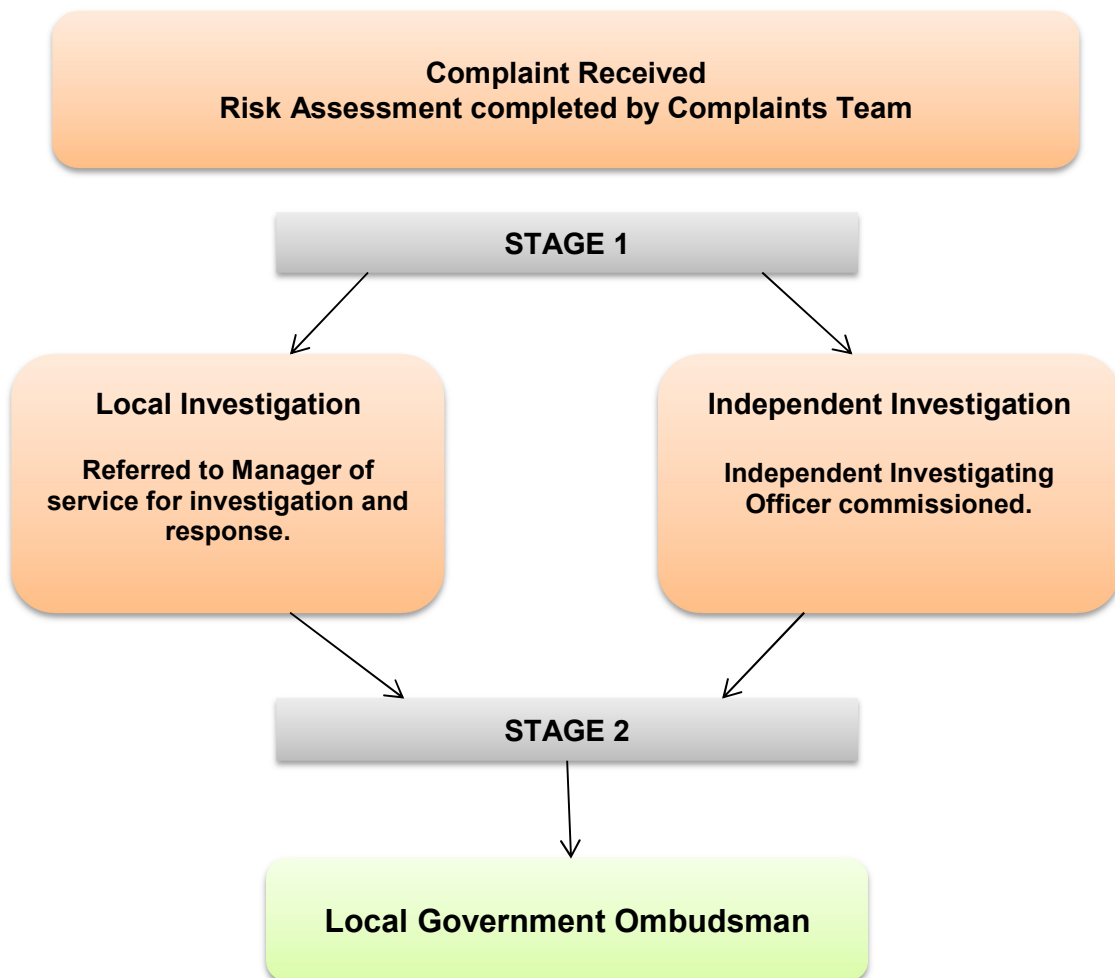 Complaint Received
Risk Assessment completed by Complaints Team
STAGE 1
Local Investigation
Referred to Manager of
service for investigation and
response.
Independent Investigation
Independent Investigating
Officer commissioned.
STAGE 2
Local Government Ombudsman